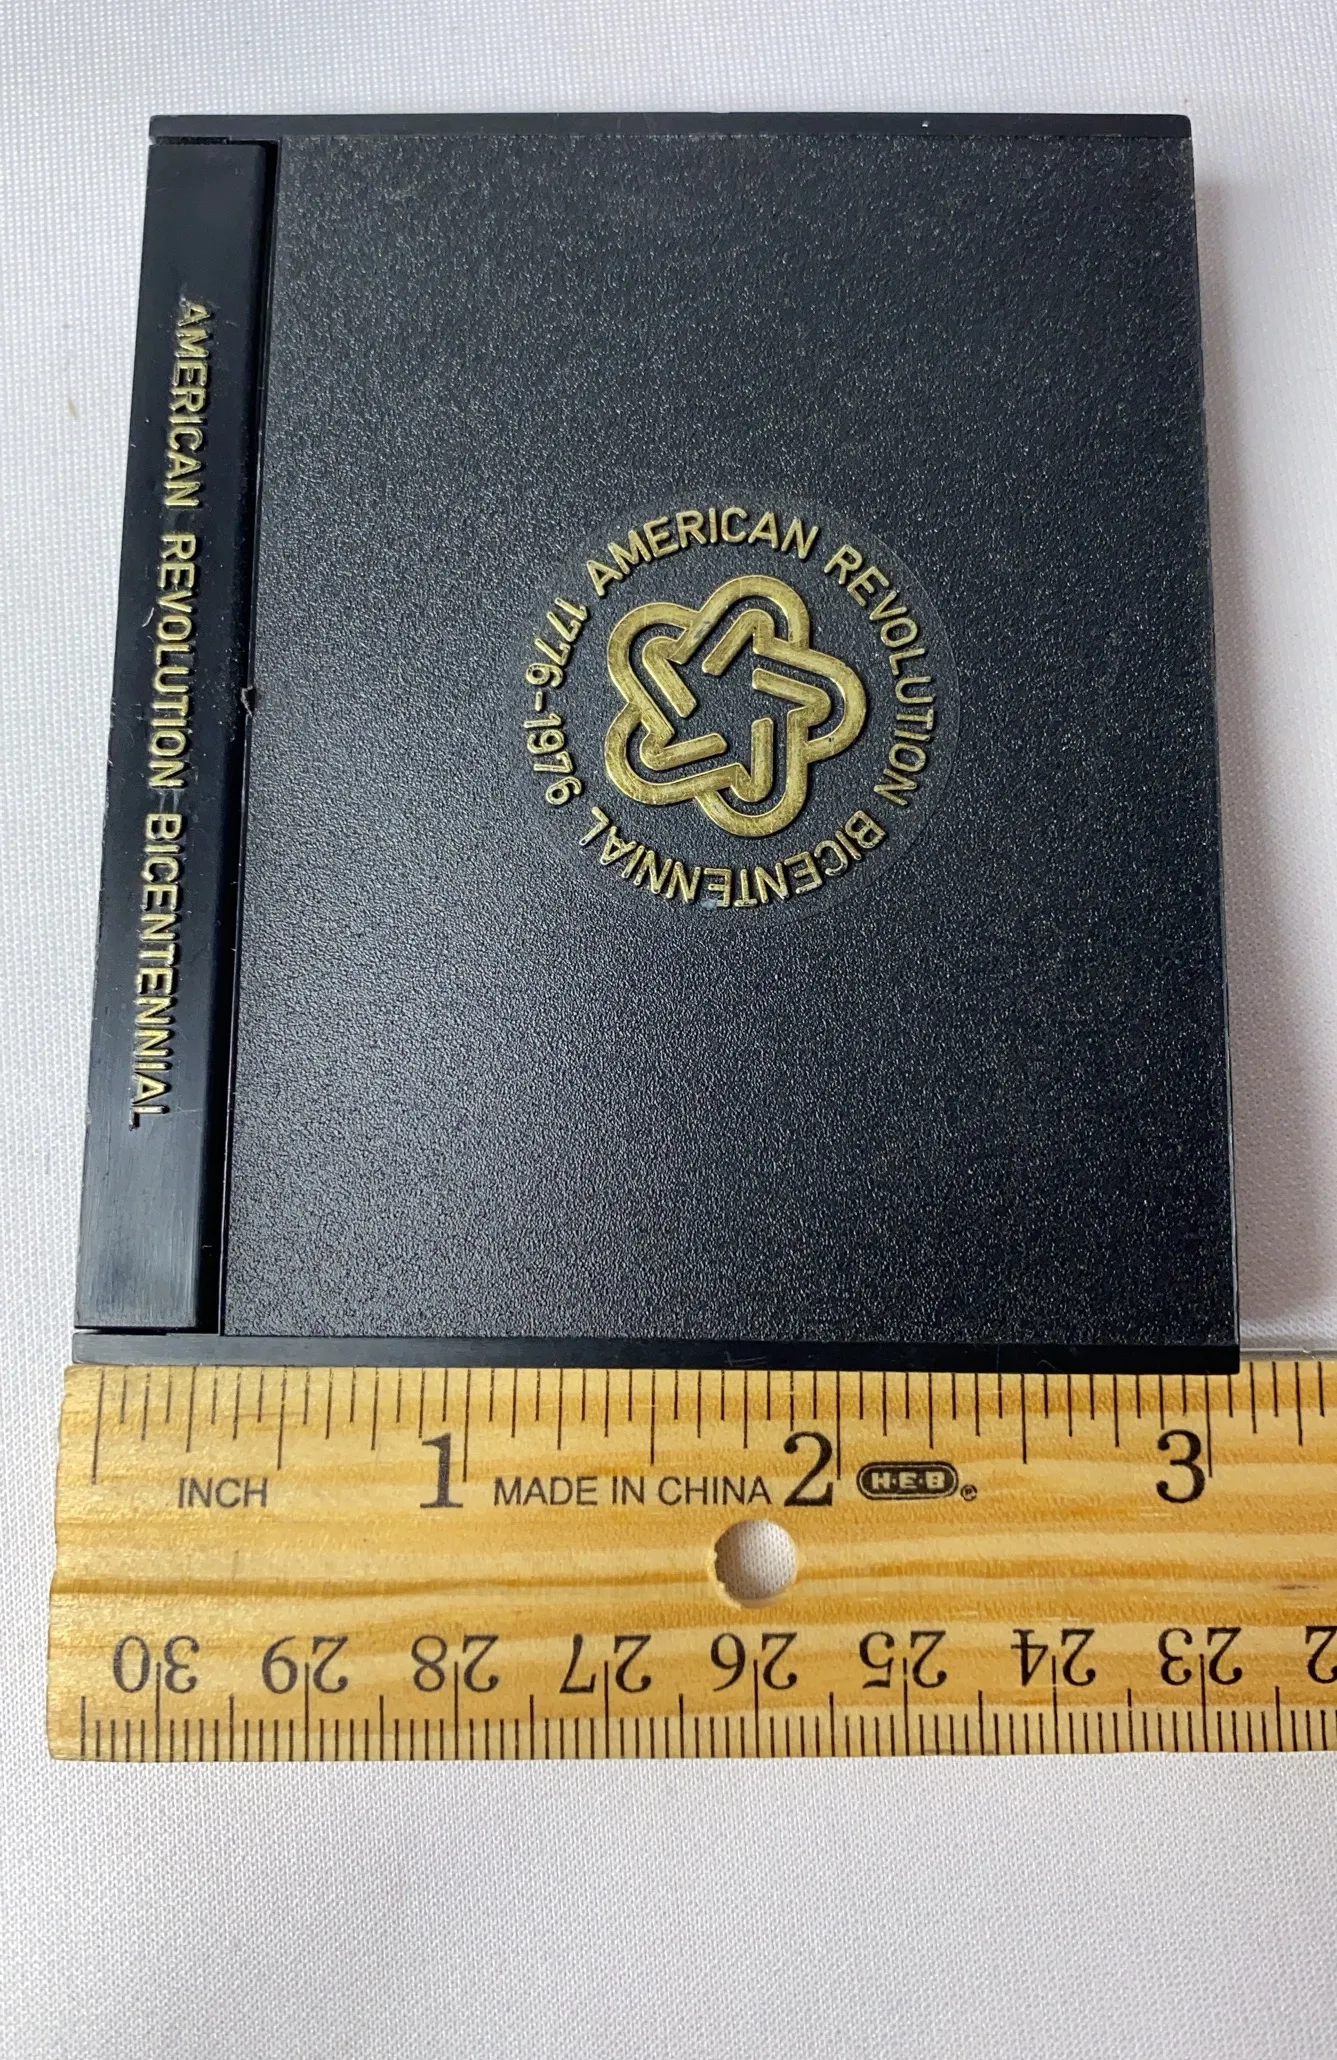 AMERICAN REVOLUTION BICENTENNIAL
AMERICAN REVOLUTION BICENTENNIAL 1776-1976
1 2 3
INCH MADE IN CHINA H-E-B ®
30 29 28 27 26 25 24 23 2